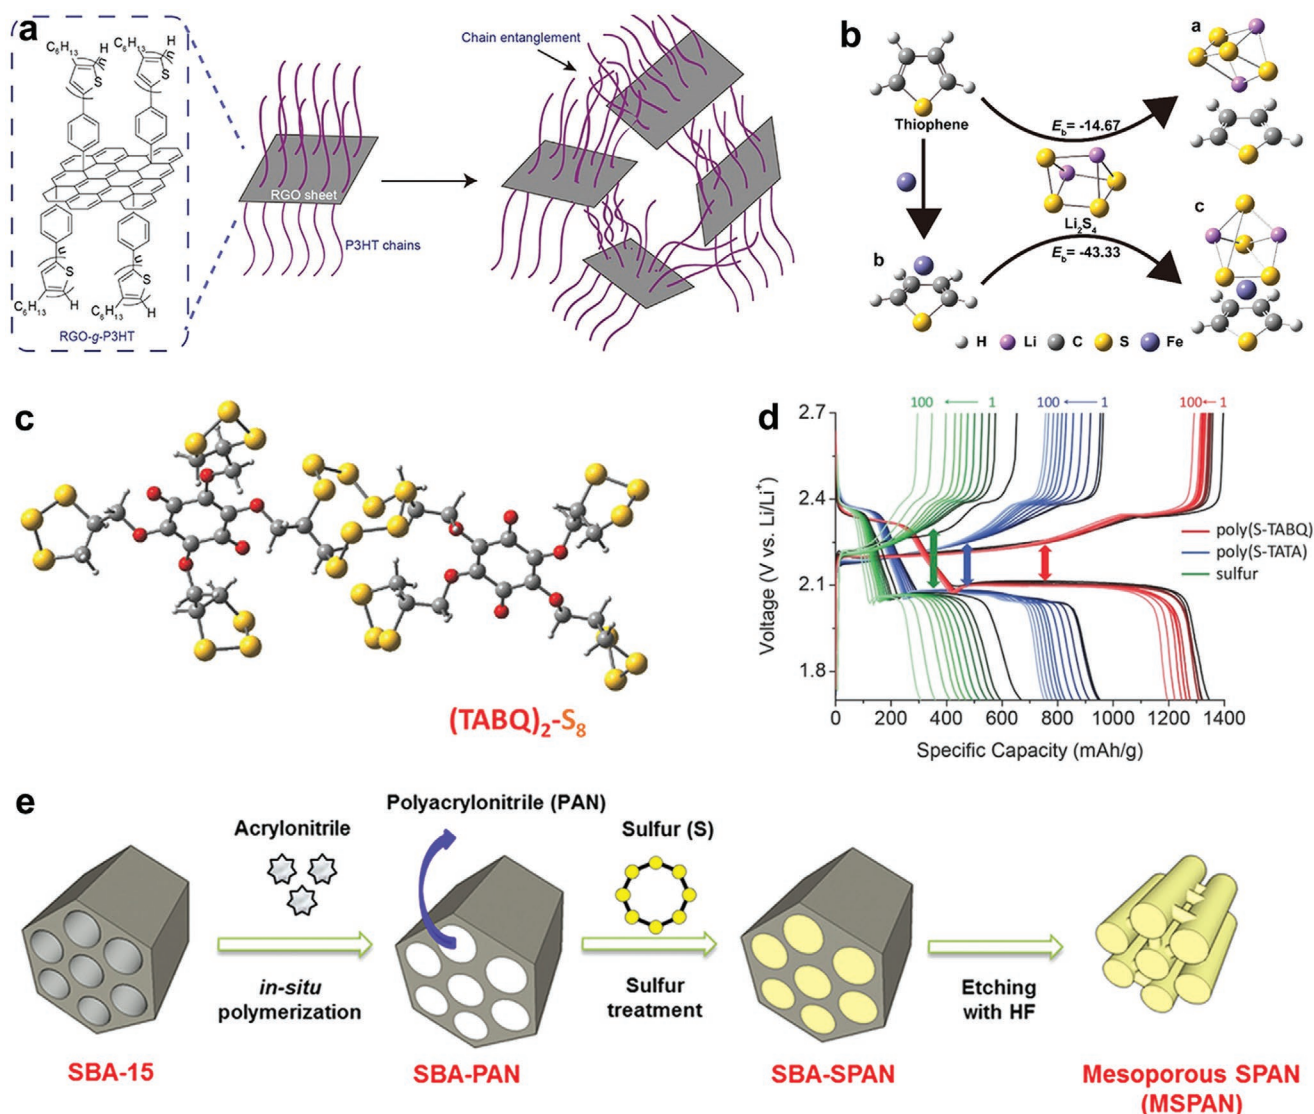 a
C₆H₁₃
H
n
C₆H₁₃
H
n
S
S
n
n
S
S
C₆H₁₃
H
C₆H₁₃
H
RGO-g-P3HT
RGO sheet
P3HT chains
Chain entanglement
b
Thiophene
a
E_b= -14.67
Li₂S₄
E_b= -43.33
b
c
H Li C S Fe
c
(TABQ)₂-S₈
d
100 ← 1
100 ← 1
100 ← 1
2.7
2.4
2.1
1.8
Voltage (V vs. Li/Li⁺)
poly(S-TABQ)
poly(S-TATA)
sulfur
0 200 400 600 800 1000 1200 1400
Specific Capacity (mAh/g)
e
Acrylonitrile
in-situ
polymerization
Polyacrylonitrile (PAN)
Sulfur (S)
Sulfur
treatment
Etching
with HF
SBA-15
SBA-PAN
SBA-SPAN
Mesoporous SPAN
(MSPAN)